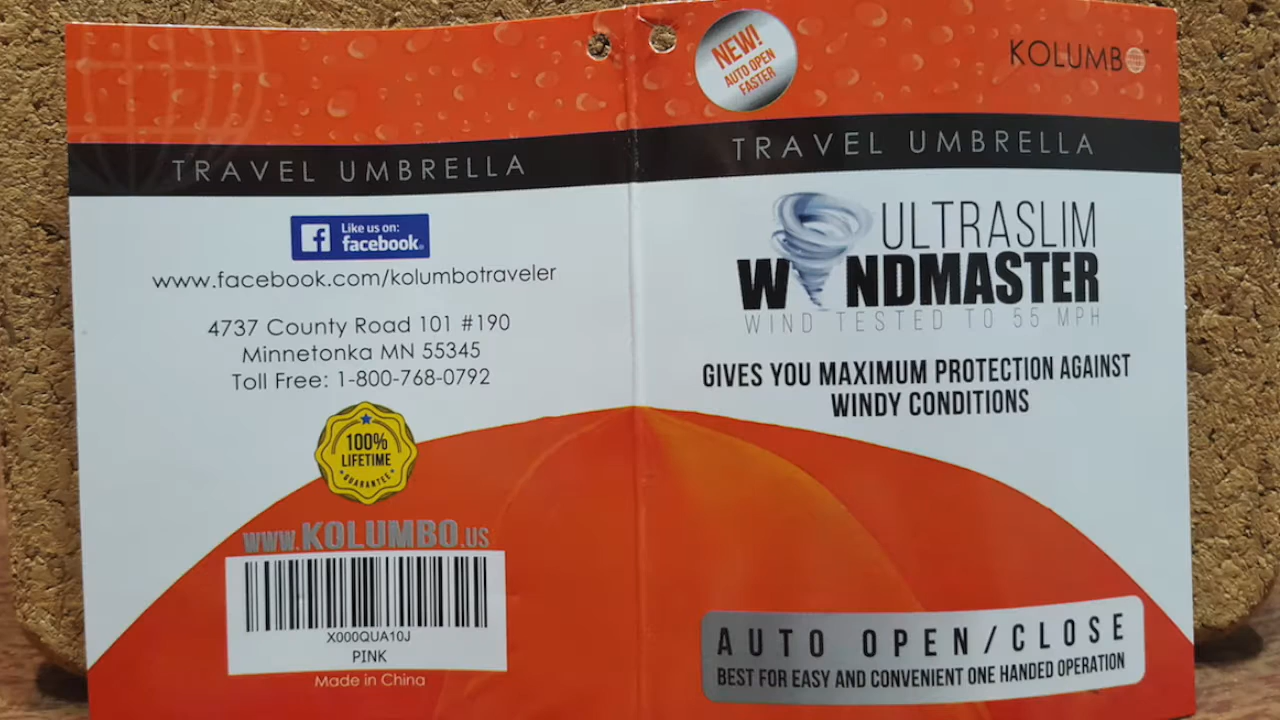 TRAVEL UMBRELLA
Like us on:
facebook.
www.facebook.com/kolumbotraveler
4737 County Road 101 #190
Minnetonka MN 55345
Toll Free: 1-800-768-0792
100%
LIFETIME
GUARANTEE
WWW.KOLUMBO.US
X000QUA10J
PINK
Made in China
NEW!
AUTO OPEN
FASTER
KOLUMBO™
TRAVEL UMBRELLA
ULTRASLIM
WINDMASTER
WIND TESTED TO 55 MPH
GIVES YOU MAXIMUM PROTECTION AGAINST
WINDY CONDITIONS
AUTO OPEN/CLOSE
BEST FOR EASY AND CONVENIENT ONE HANDED OPERATION